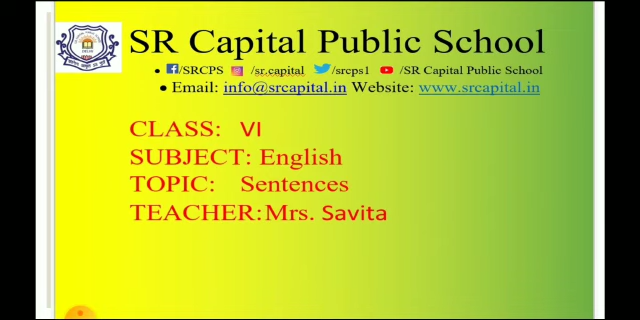 SR Capital Public School
• /SRCPS /sr.capital /srcps1 /SR Capital Public School
• Email: info@srcapital.in Website: www.srcapital.in
CLASS: VI
SUBJECT: English
TOPIC: Sentences
TEACHER: Mrs. Savita